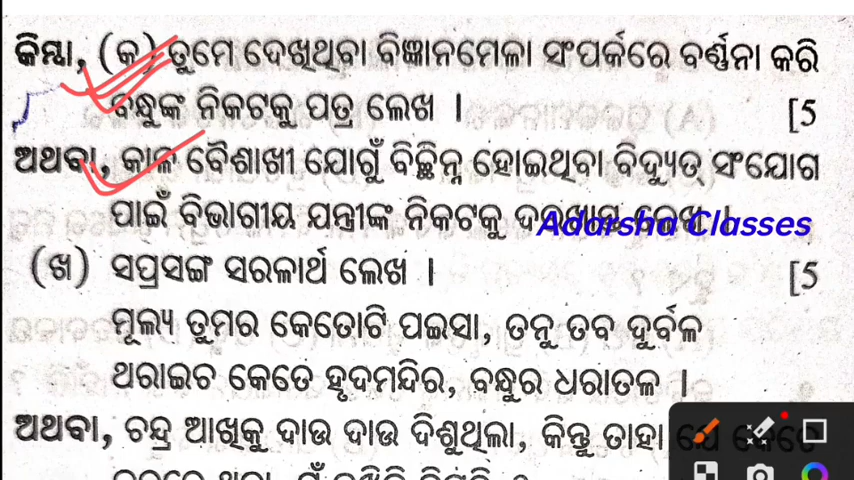 କିମ୍ବା, (କ) ତୁମେ ଦେଖିଥିବା ବିଜ୍ଞାନମେଳା ସଂପର୍କରେ ବର୍ଣ୍ଣନା କରି
ବନ୍ଧୁଙ୍କ ନିକଟକୁ ପତ୍ର ଲେଖ । [5
ଅଥବା, କାଳ ବୈଶାଖୀ ଯୋଗୁଁ ବିଚ୍ଛିନ୍ନ ହୋଇଥିବା ବିଦ୍ୟୁତ୍ ସଂଯୋଗ
ପାଇଁ ବିଭାଗୀୟ ଯନ୍ତ୍ରୀଙ୍କ ନିକଟକୁ ଦରଖାସ୍ତ ଲେଖ ।
Adarsha Classes
(ଖ) ସପ୍ରସଙ୍ଗ ସରଳାର୍ଥ ଲେଖ । [5
ମୂଲ୍ୟ ତୁମର କେତୋଟି ପଇସା, ତନୁ ତବ ଦୁର୍ବଳ
ଥରାଇଚ କେତେ ହୃଦମନ୍ଦିର, ବନ୍ଧୁର ଧରାତଳ ।
ଅଥବା, ଚନ୍ଦ୍ର ଆଖିକୁ ଦାଉ ଦାଉ ଦିଶୁଥିଲା, କିନ୍ତୁ ତାହା ଯେ କେତେ